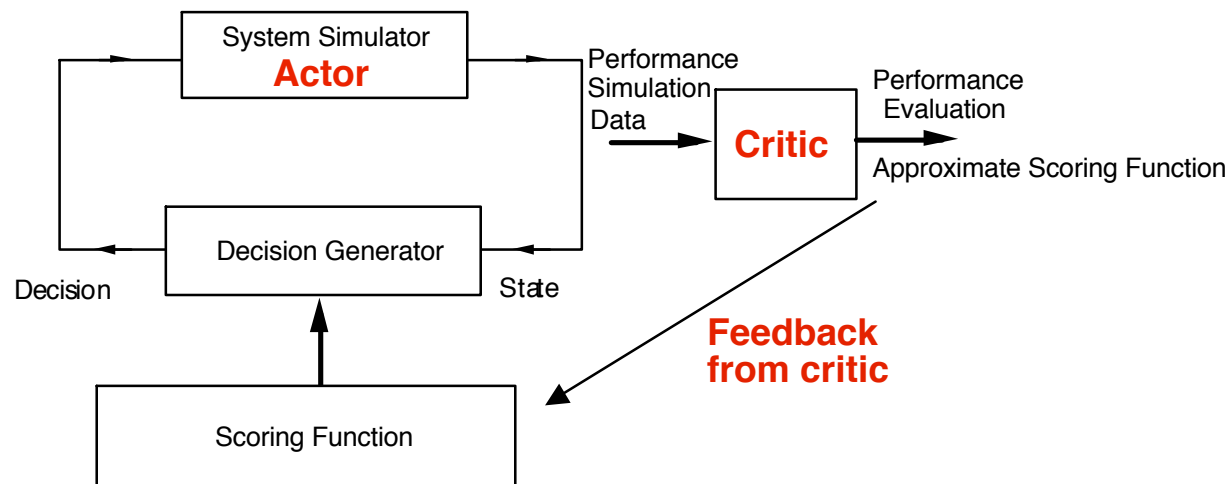 System Simulator
Actor
Performance
Simulation
Data
Critic
Performance
Evaluation
Approximate Scoring Function
Decision Generator
Decision
State
Feedback
from critic
Scoring Function